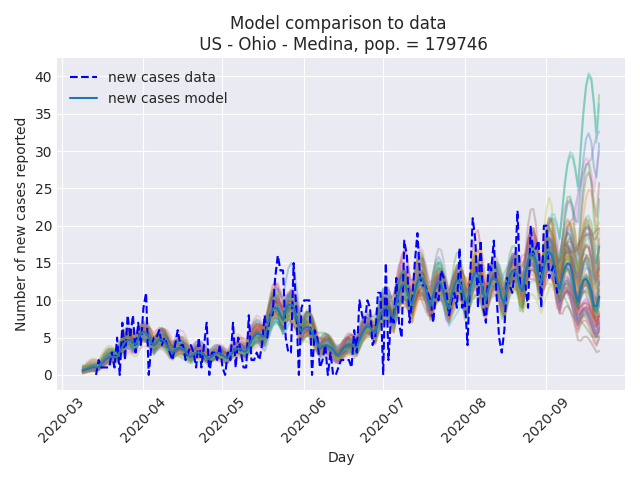 Model comparison to data
US - Ohio - Medina, pop. = 179746
new cases data
new cases model
Number of new cases reported
40
35
30
25
20
15
10
5
0
2020-03
2020-04
2020-05
2020-06
2020-07
2020-08
2020-09
Day